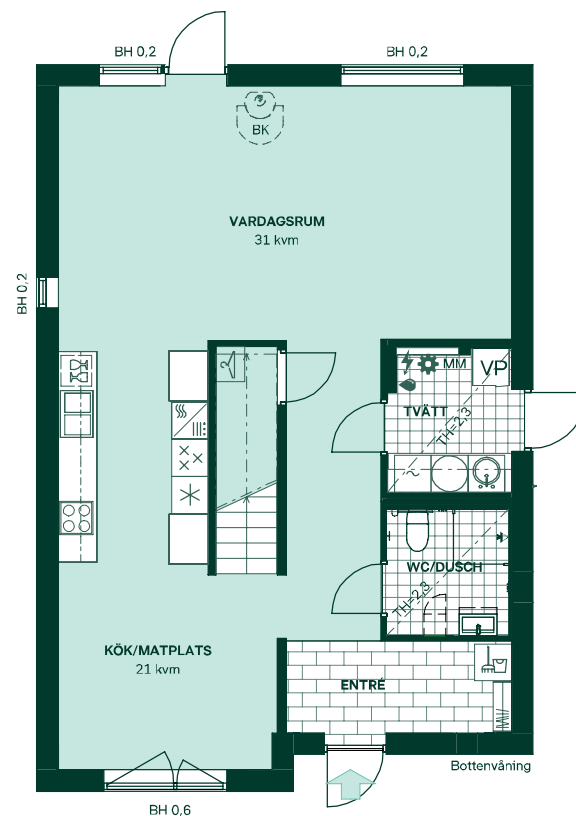 BH 0,2
BH 0,2
BK
VARDAGSRUM
31 kvm
BH 0,2
MM
VP
TVÄTT
TH=2,3
WC/DUSCH
TH=2,3
KÖK/MATPLATS
21 kvm
ENTRÉ
Bottenvåning
BH 0,6